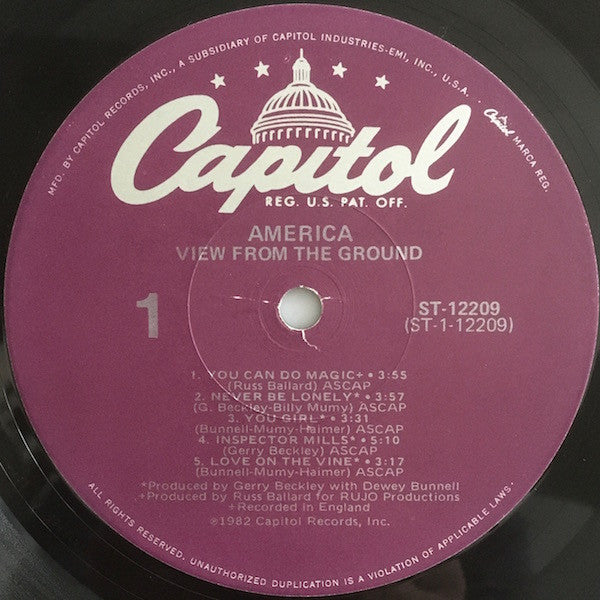 MFD. BY CAPITOL RECORDS, INC., A SUBSIDIARY OF CAPITOL INDUSTRIES-EMI, INC., U.S.A. • Capitol MARCA REG.
Capitol
REG. U.S. PAT. OFF.
AMERICA
VIEW FROM THE GROUND
1
ST-12209
(ST-1-12209)
1. YOU CAN DO MAGIC+ • 3:55
(Russ Ballard) ASCAP
2. NEVER BE LONELY* • 3:57
(G. Beckley-Billy Mumy) ASCAP
3. YOU GIRL* • 3:31
(Bunnell-Mumy-Haimer) ASCAP
4. INSPECTOR MILLS* • 5:10
(Gerry Beckley) ASCAP
5. LOVE ON THE VINE* • 3:17
(Bunnell-Mumy-Haimer) ASCAP
*Produced by Gerry Beckley with Dewey Bunnell
+Produced by Russ Ballard for RUJO Productions
+Recorded in England
℗1982 Capitol Records, Inc.
ALL RIGHTS RESERVED. UNAUTHORIZED DUPLICATION IS A VIOLATION OF APPLICABLE LAWS.